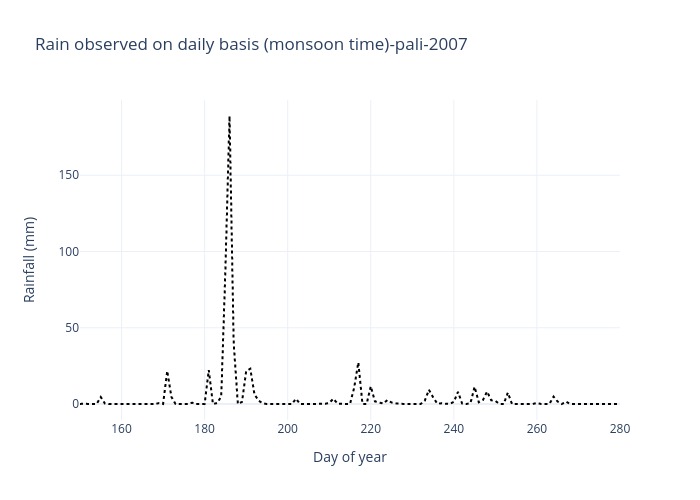 Rain observed on daily basis (monsoon time)-pali-2007
150
100
50
0
Rainfall (mm)
160 180 200 220 240 260 280
Day of year